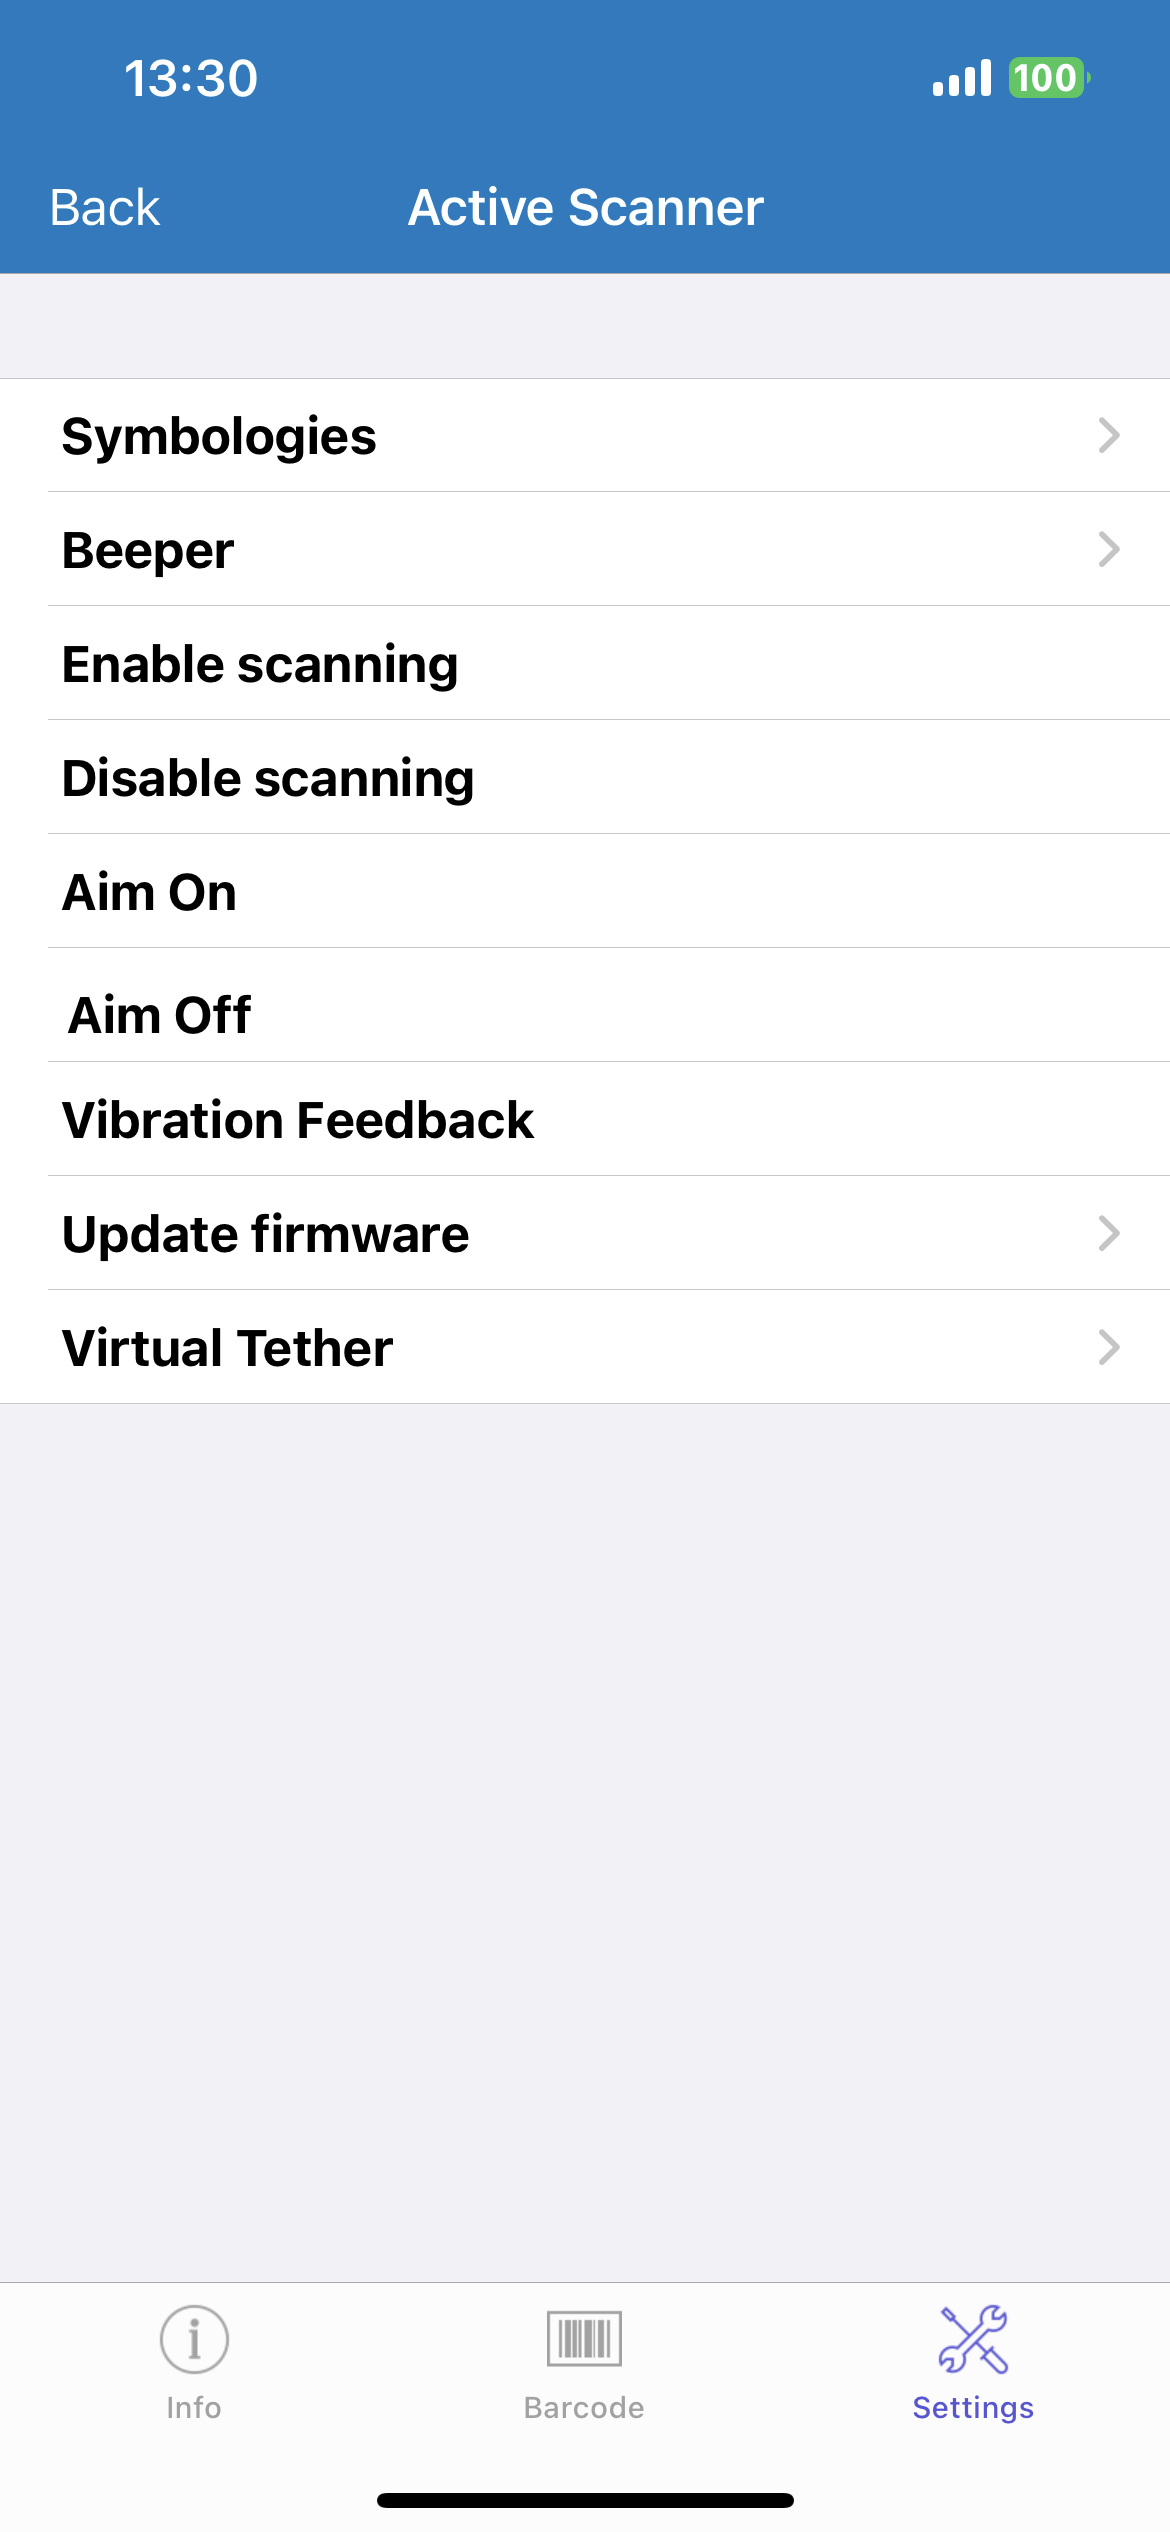 13:30
100
Back
Active Scanner
Symbologies
Beeper
Enable scanning
Disable scanning
Aim On
Aim Off
Vibration Feedback
Update firmware
Virtual Tether
Info
Barcode
Settings